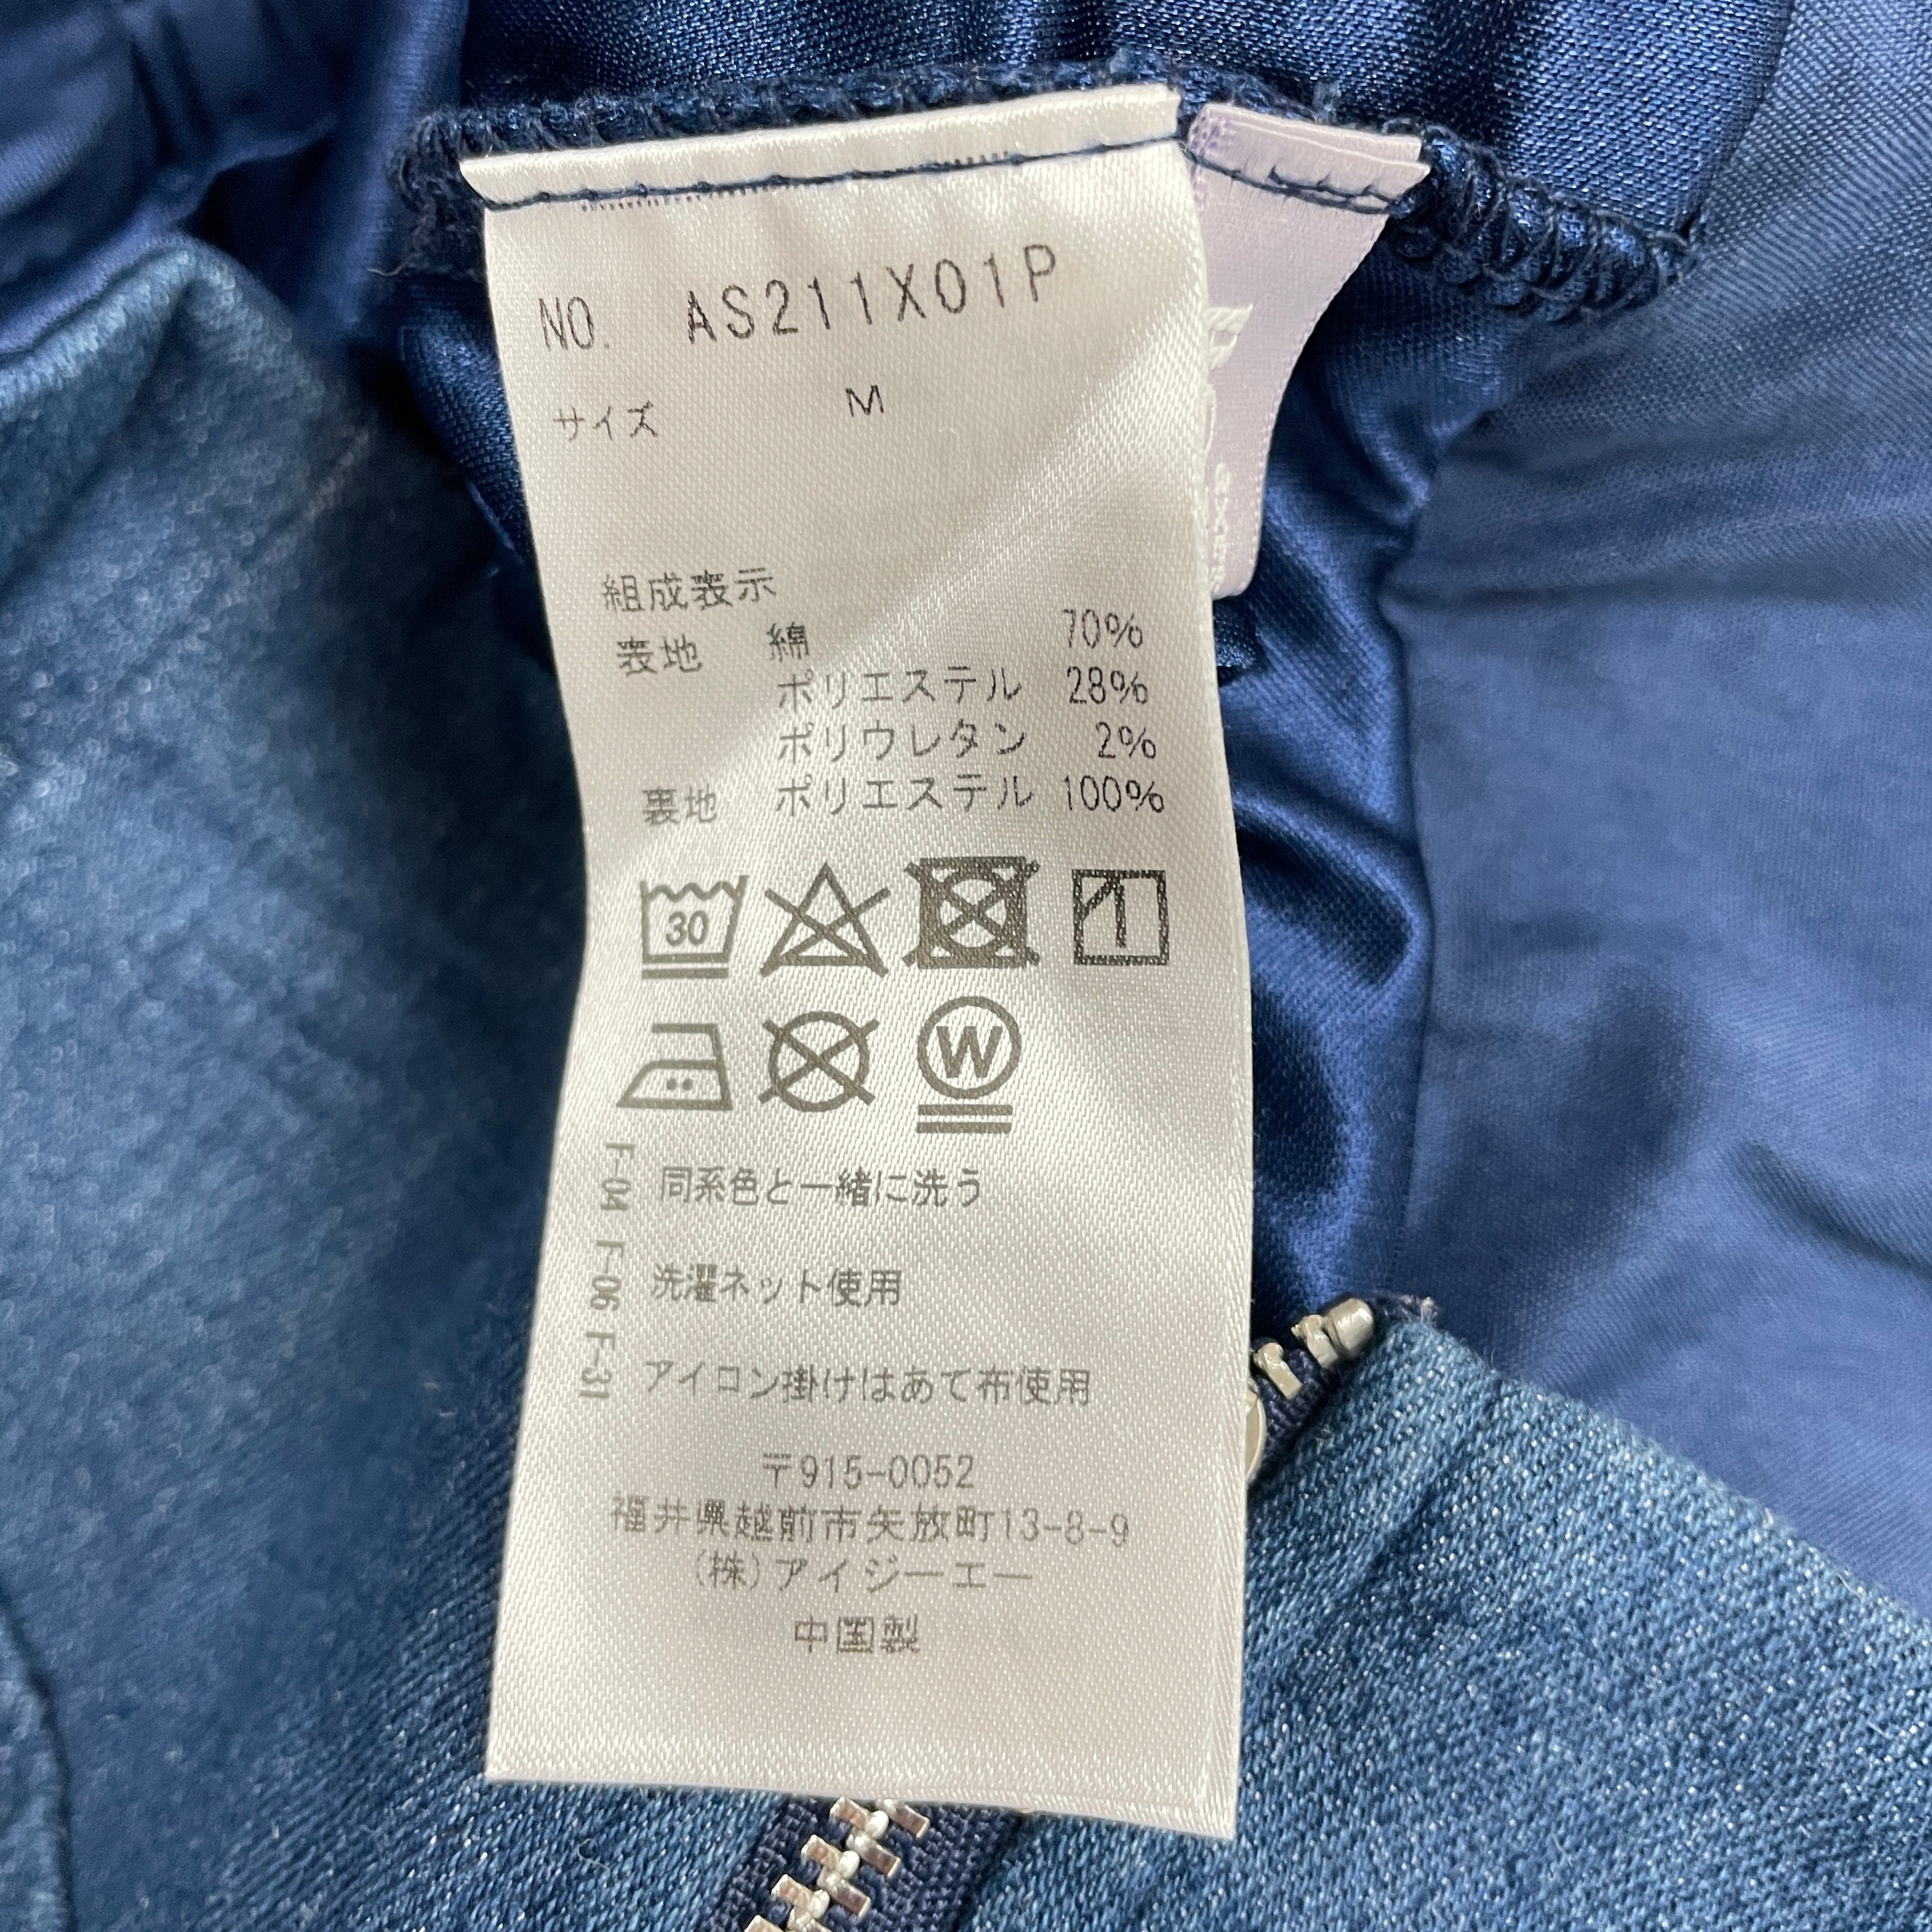 NO. AS211X01P
サイズ M
組成表示
表地 綿 70%
ポリエステル 28%
ポリウレタン 2%
裏地 ポリエステル 100%
30
W
F-04 F-06 F-31
同系色と一緒に洗う
洗濯ネット使用
アイロン掛けはあて布使用
〒915-0052
福井県越前市矢放町13-8-9
(株)アイジーエー
中国製